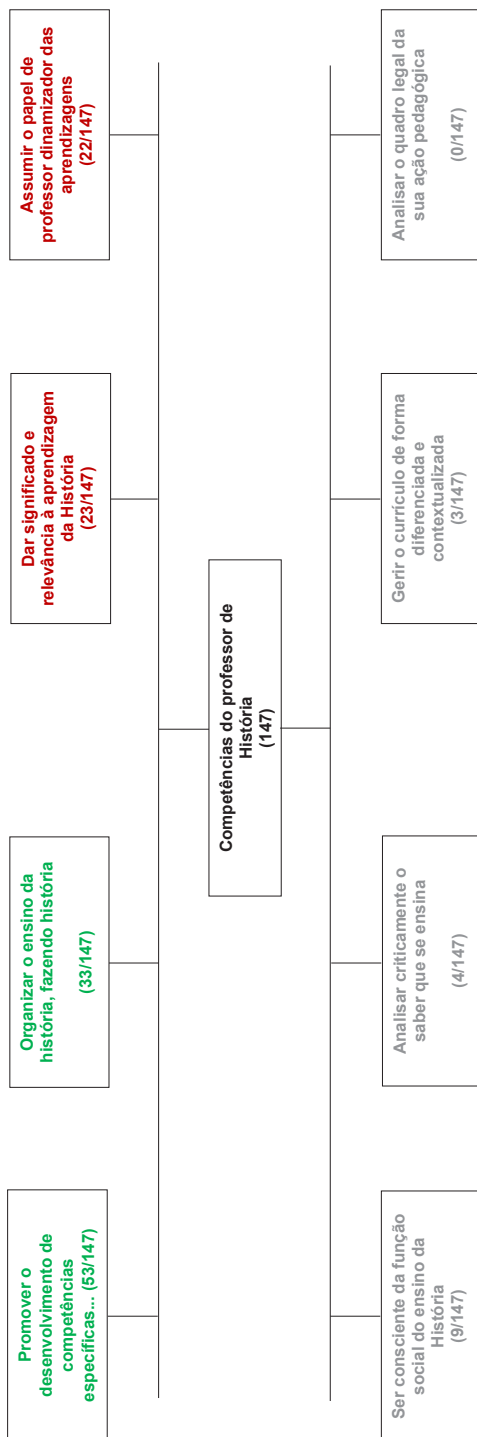 Promover o
desenvolvimento de
competências
específicas... (53/147)
Organizar o ensino da
história, fazendo história
(33/147)
Dar significado e
relevância à aprendizagem
da História
(23/147)
Assumir o papel de
professor dinamizador das
aprendizagens
(22/147)
Competências do professor de
História
(147)
Ser consciente da função
social do ensino da
História
(9/147)
Analisar criticamente o
saber que se ensina
(4/147)
Gerir o currículo de forma
diferenciada e
contextualizada
(3/147)
Analisar o quadro legal da
sua ação pedagógica
(0/147)